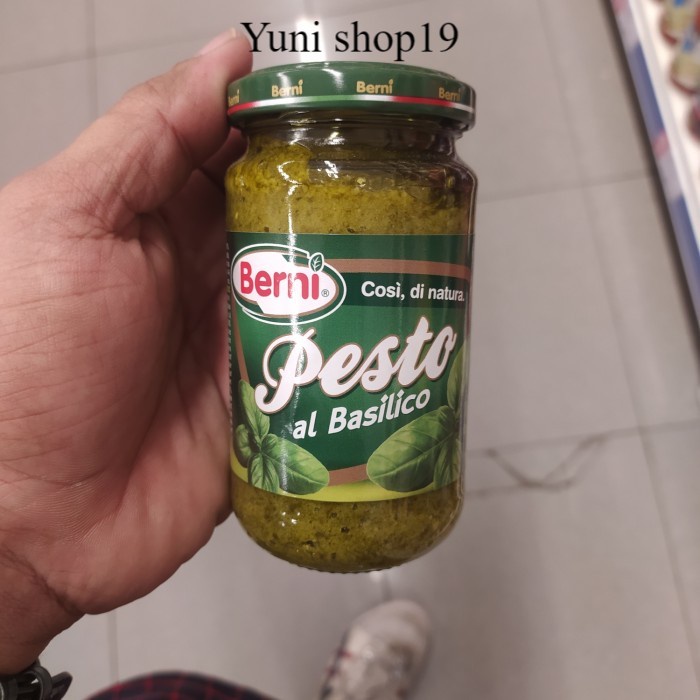 Yuni shop19
Berni Berni Berni
Berni®
Così, di natura.
Pesto
al Basilico